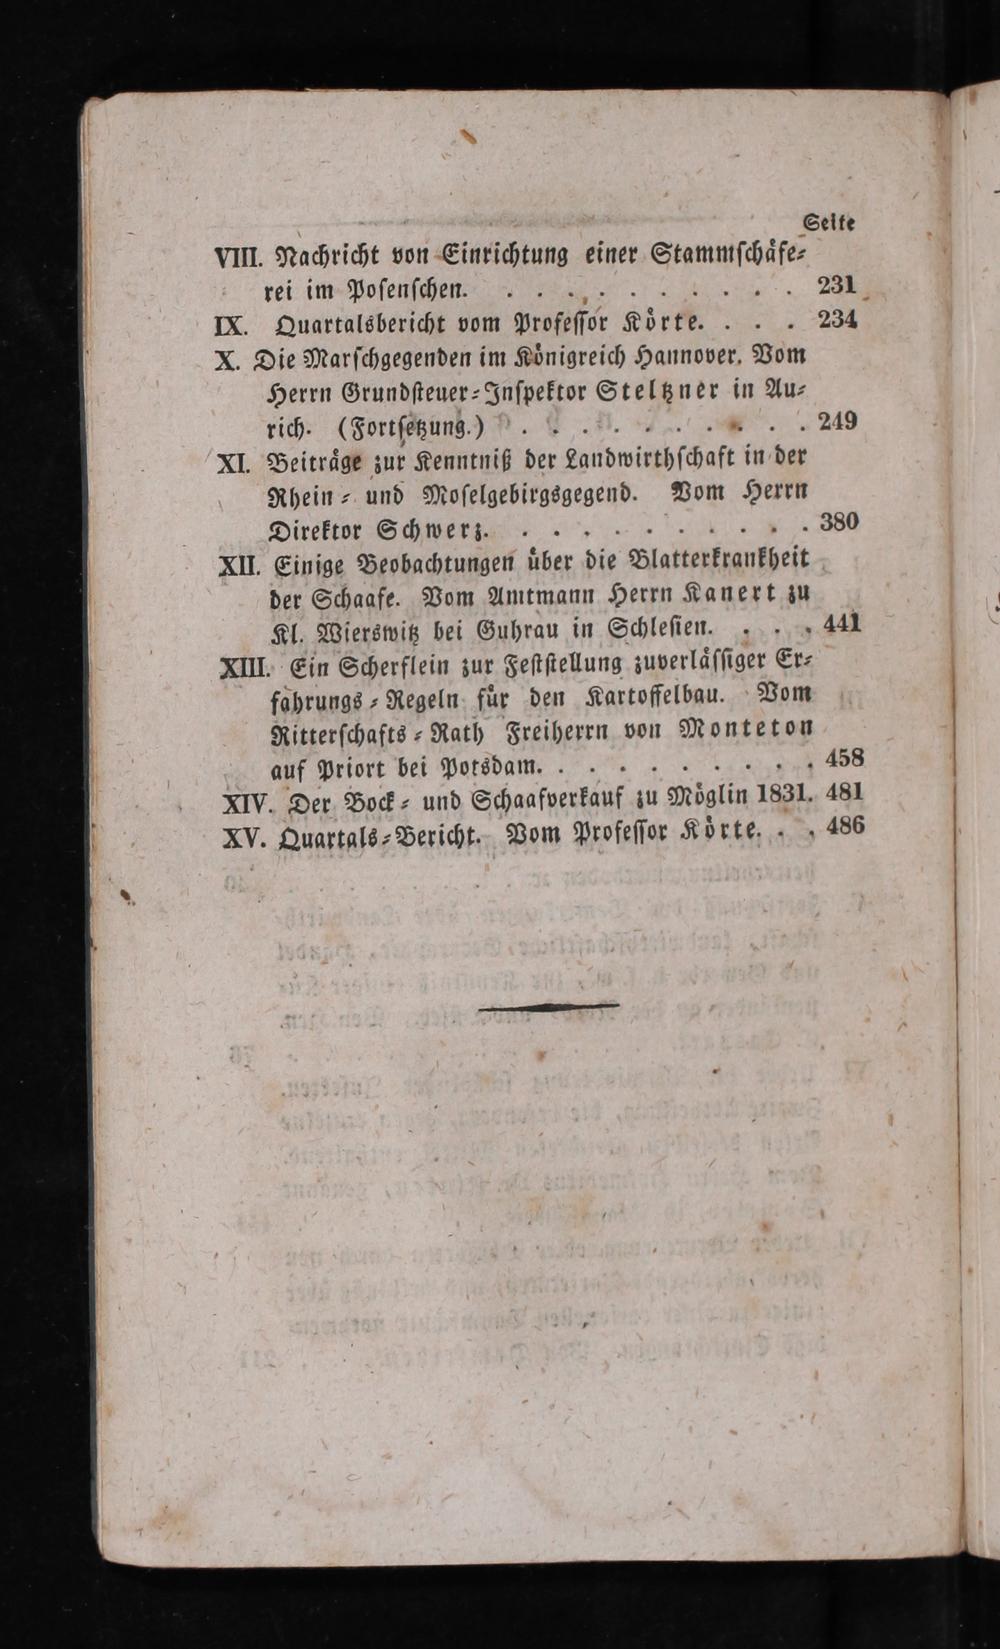 Seite
VIII. Nachricht von Einrichtung einer Stammſchäfe⸗
rei im Poſenſchen. . . . . . . . . . . 231
IX. Quartalsbericht vom Profeſſor Körte. . . . 234
X. Die Marſchgegenden im Königreich Hannover. Vom
Herrn Grundſteuer⸗Inſpektor Steltzner in Au⸗
rich. (Fortſetzung.) . . . . . . . . . . 249
XI. Beiträge zur Kenntniß der Landwirthſchaft in der
Rhein⸗ und Moſelgebirgsgegend. Vom Herrn
Direktor Schwerz. . . . . . . . . . . 380
XII. Einige Beobachtungen über die Blatterkrankheit
der Schaafe. Vom Amtmann Herrn Kanert zu
Kl. Wierswitz bei Guhrau in Schleſien. . . . 441
XIII. Ein Scherflein zur Feſtſtellung zuverläſſiger Er⸗
fahrungs⸗Regeln für den Kartoffelbau. Vom
Ritterſchafts⸗Rath Freiherrn von Monteton
auf Priort bei Potsdam. . . . . . . . . . 458
XIV. Der Bock⸗ und Schaafverkauf zu Möglin 1831. 481
XV. Quartals⸗Bericht. Vom Profeſſor Körte. . . 486